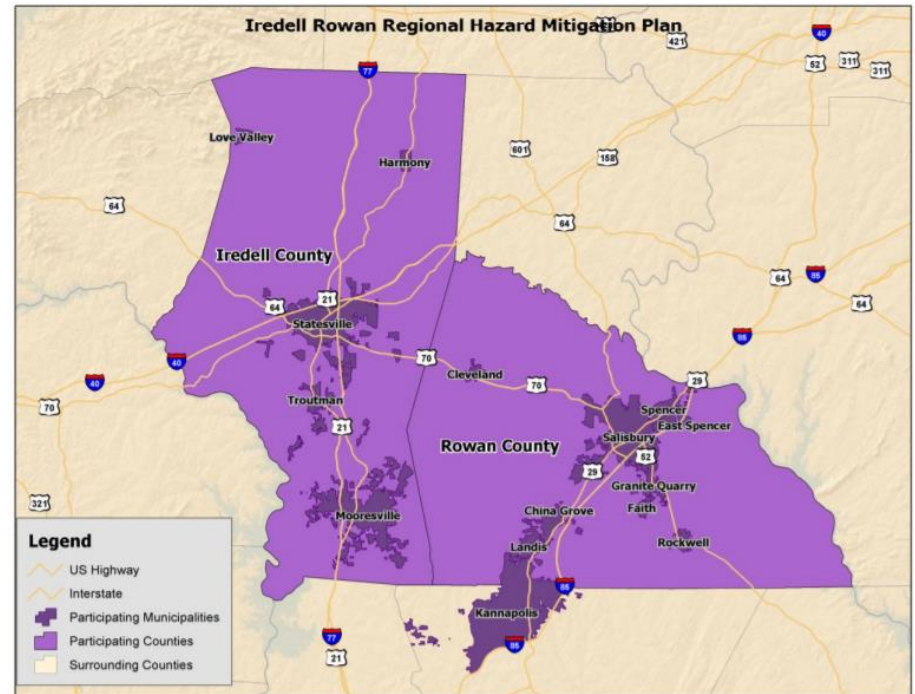 Iredell Rowan Regional Hazard Mitigation Plan
421
40
52
311
311
77
Love Valley
Harmony
601
158
64
64
Iredell County
64
85
64
21
64
Statesville
85
40
70
Cleveland
70
29
40
70
Troutman
21
Spencer
East Spencer
Salisbury
Rowan County
52
29
Granite Quarry
321
Mooresville
China Grove
Faith
Landis
Rockwell
85
Kannapolis
77
85
21
Legend
US Highway
Interstate
Participating Municipalities
Participating Counties
Surrounding Counties